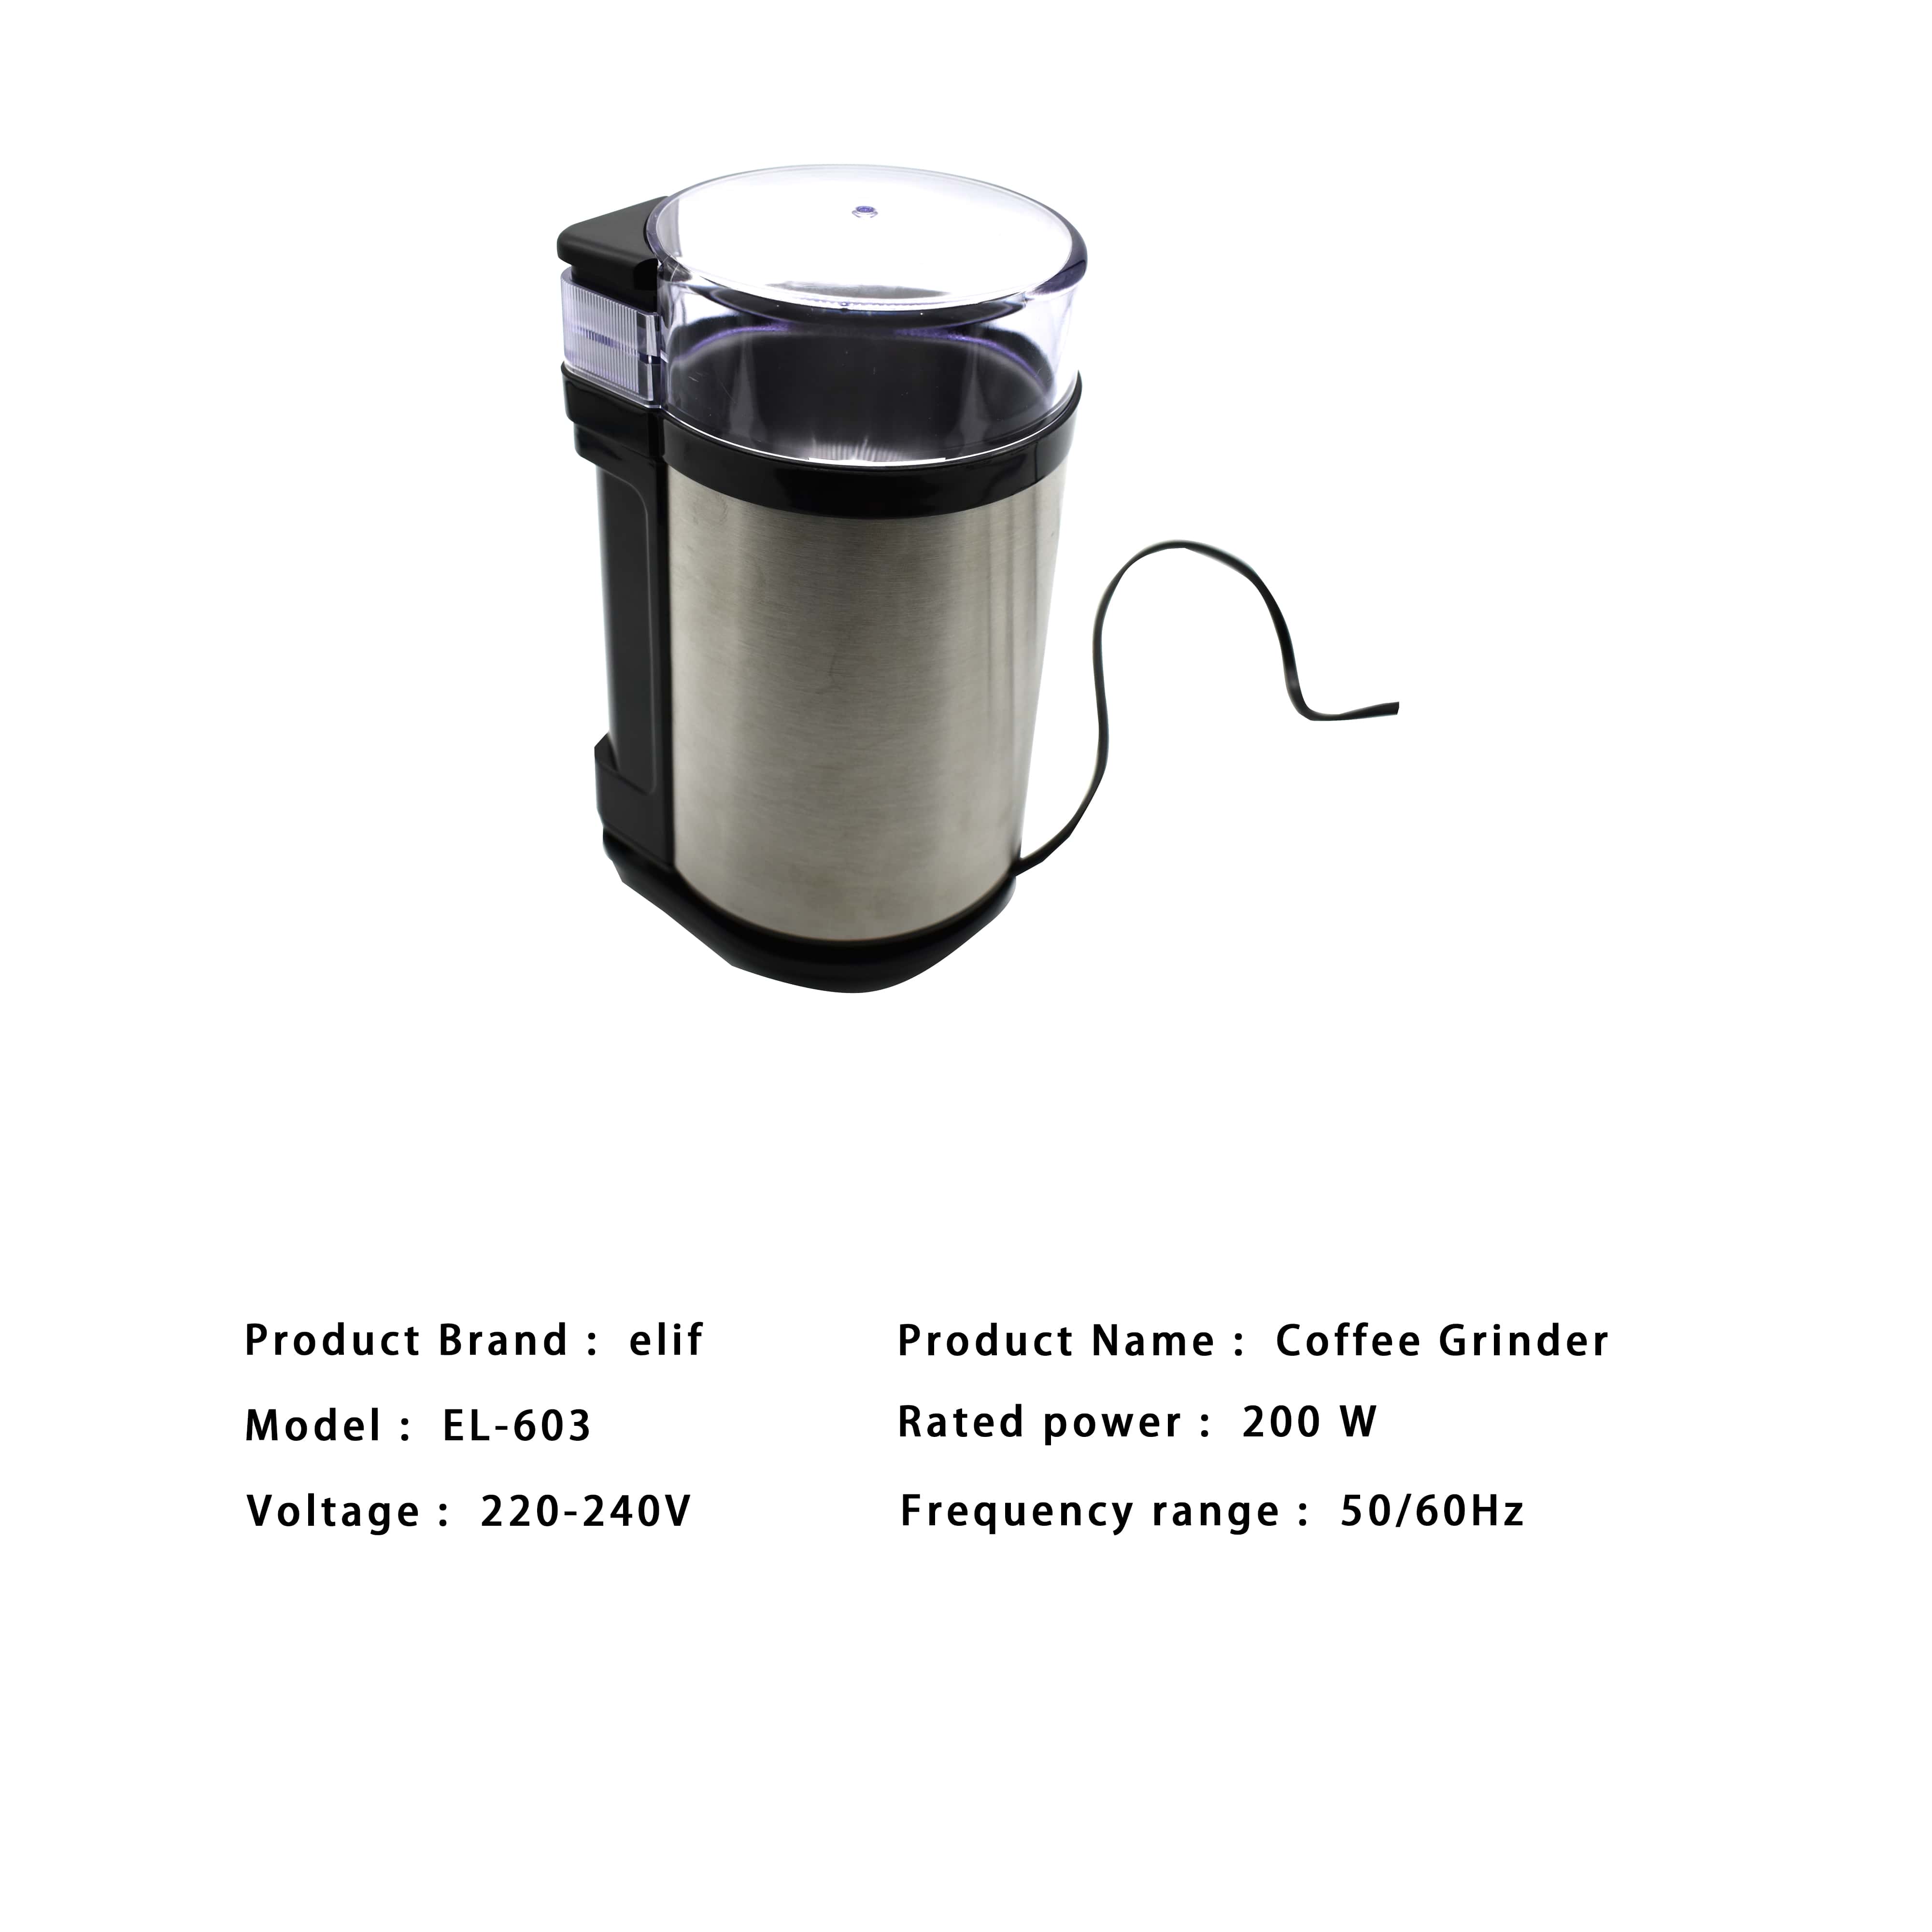 Product Brand : elif
Product Name : Coffee Grinder
Model : EL-603
Rated power : 200 W
Voltage : 220-240V
Frequency range : 50/60Hz